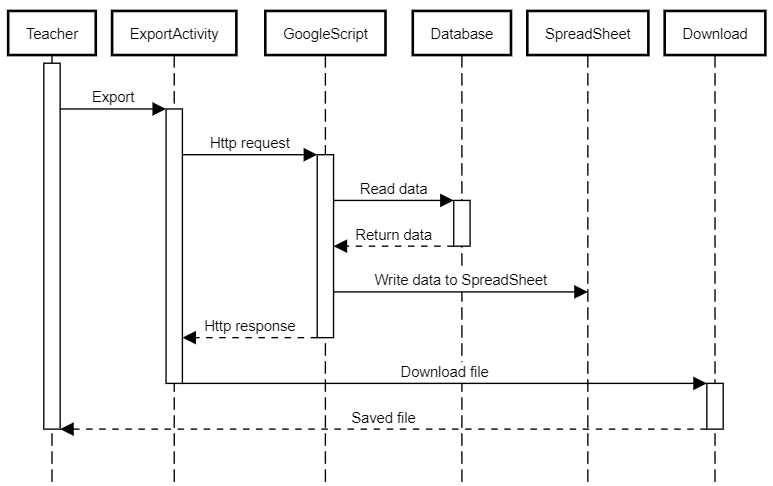 Teacher
ExportActivity
GoogleScript
Database
SpreadSheet
Download
Export
Http request
Read data
Return data
Write data to SpreadSheet
Http response
Download file
Saved file